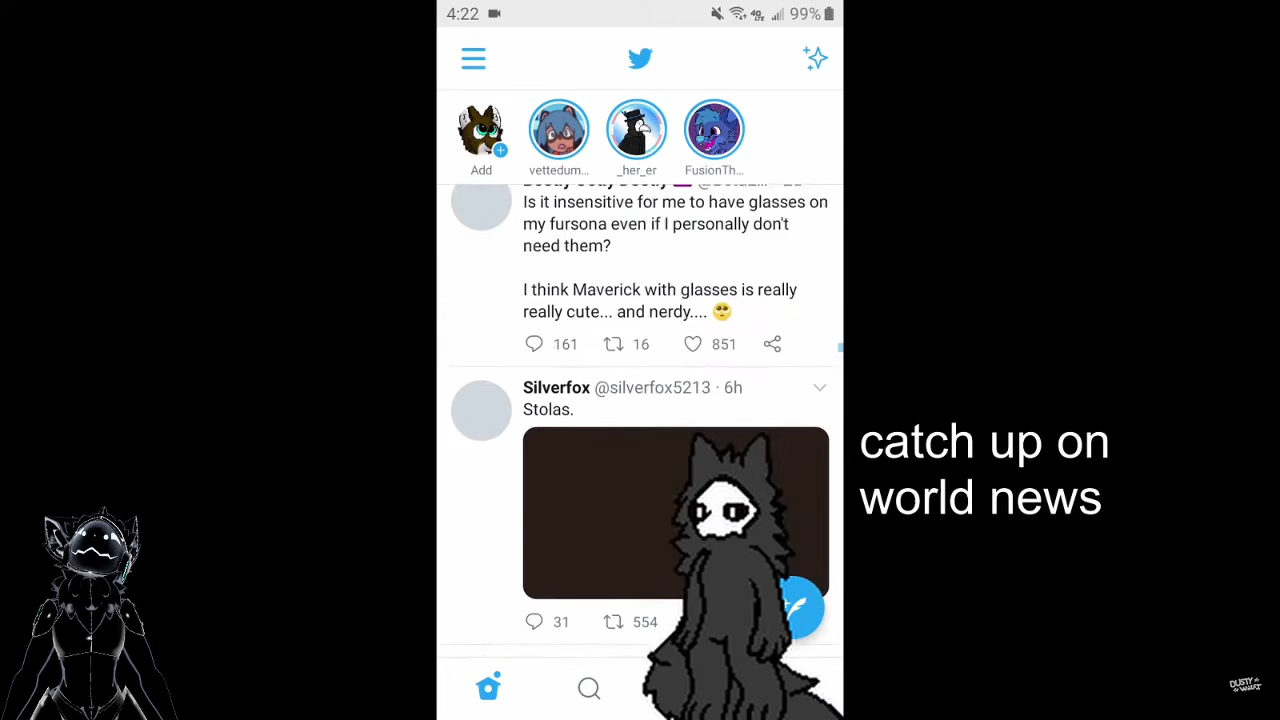 4:22 99%
Add vettedum... _her_er FusionTh...
Is it insensitive for me to have glasses on
my fursona even if I personally don't
need them?
I think Maverick with glasses is really
really cute... and nerdy.... 🥺
161 16 851
Silverfox @silverfox5213 · 6h
Stolas.
31 554
catch up on
world news